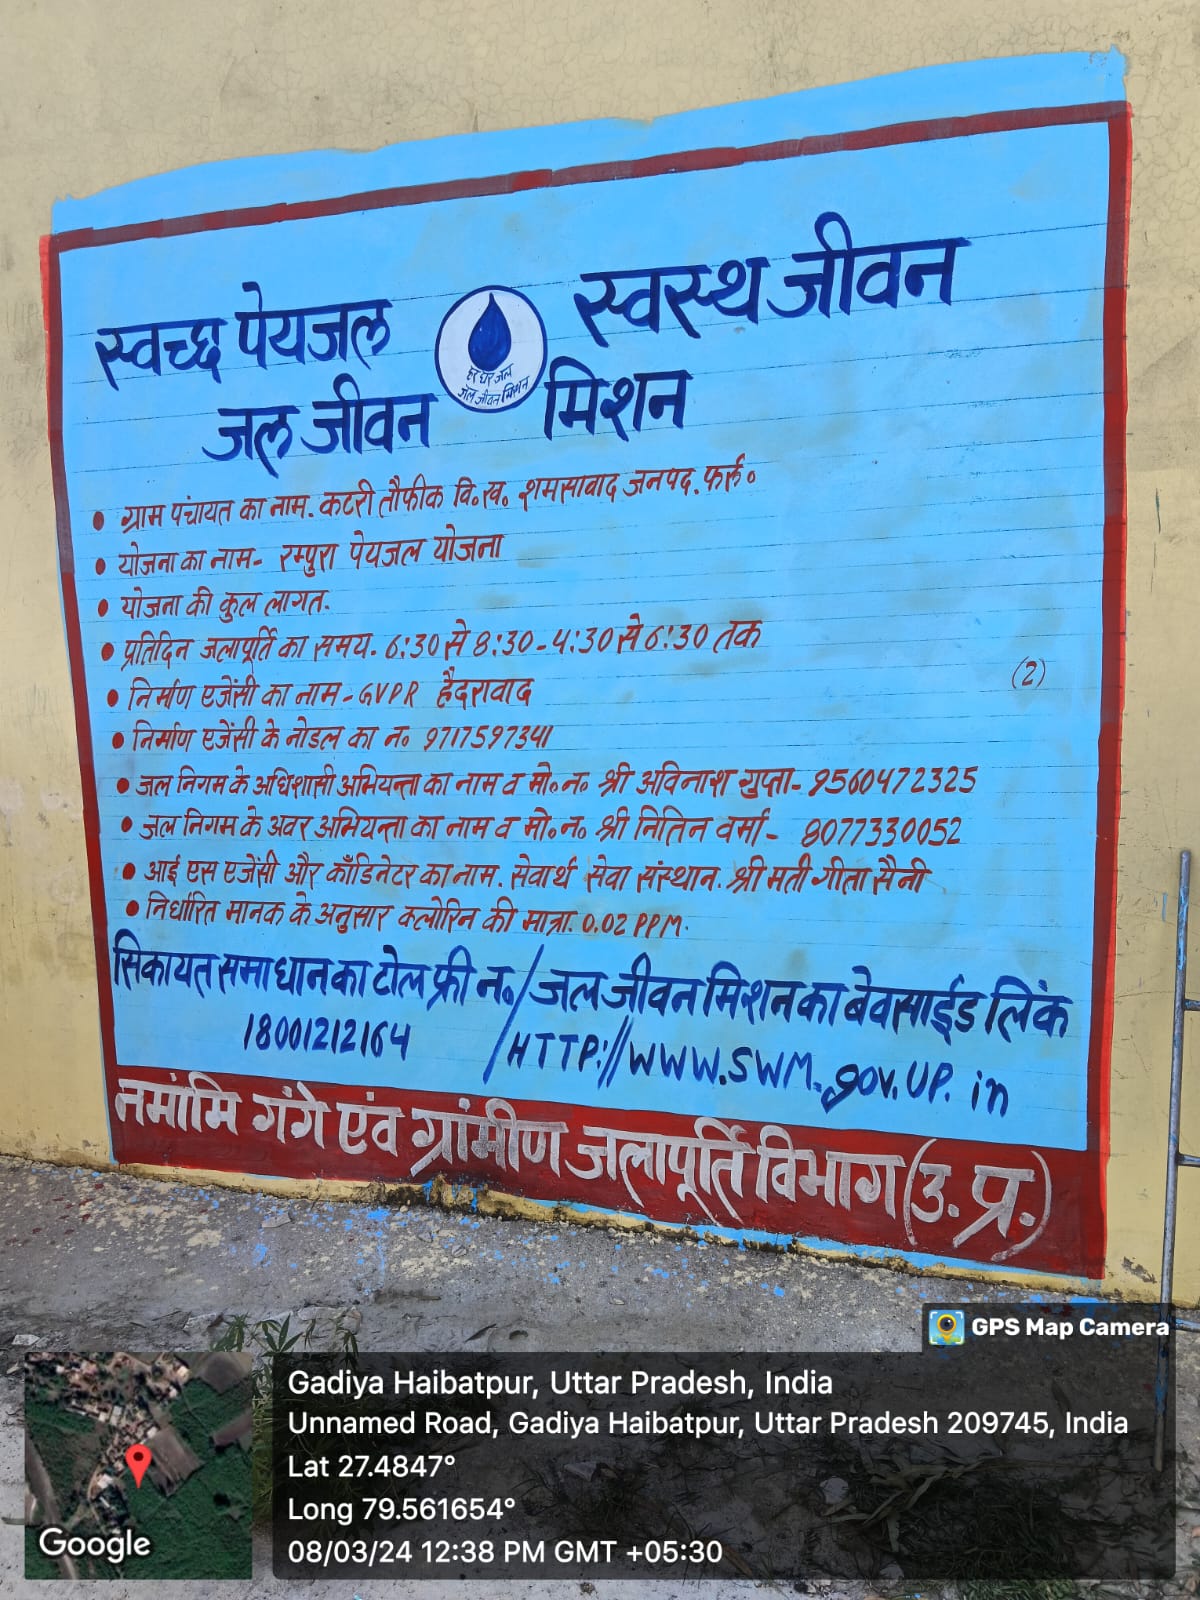 स्वच्छ पेयजल स्वस्थ जीवन
हर घर जल
जल जीवन मिशन
जल जीवन मिशन
• ग्राम पंचायत का नाम. कटरी तौफीक वि०ख० शमसावाद जनपद. फर्रू०
• योजना का नाम- रम्पुरा पेयजल योजना
• योजना की कुल लागत.
• प्रतिदिन जलापूर्ति का समय. 6:30 से 8:30-4:30 से 6:30 तक
(2)
• निर्माण एजेंसी का नाम-GVPR हैदरावाद
• निर्माण एजेंसी के नोडल का न० 9717597341
• जल निगम के अधिशासी अभियन्ता का नाम व मो०न० श्री अविनाश गुप्ता- 9560472325
• जल निगम के अवर अभियन्ता का नाम व मो०न० श्री नितिन वर्मा- 8077330052
• आई एस एजेंसी और कॉडिनेटर का नाम. सेवार्थ सेवा संस्थान. श्री मती गीता सैनी
• निर्धारित मानक के अनुसार क्लोरिन की मात्रा. 0.02 PPM.
सिकायत समाधान का टोल फ्री न०/जल जीवन मिशन का बेवसाईड लिंक
18001212164 /HTTP://WWW.SWM.gov.UP.in
नमांमि गंगे एंव ग्रांमीण जलापूर्ति विभाग (उ.प्र.)
GPS Map Camera
Gadiya Haibatpur, Uttar Pradesh, India
Unnamed Road, Gadiya Haibatpur, Uttar Pradesh 209745, India
Lat 27.4847°
Long 79.561654°
08/03/24 12:38 PM GMT +05:30
Google